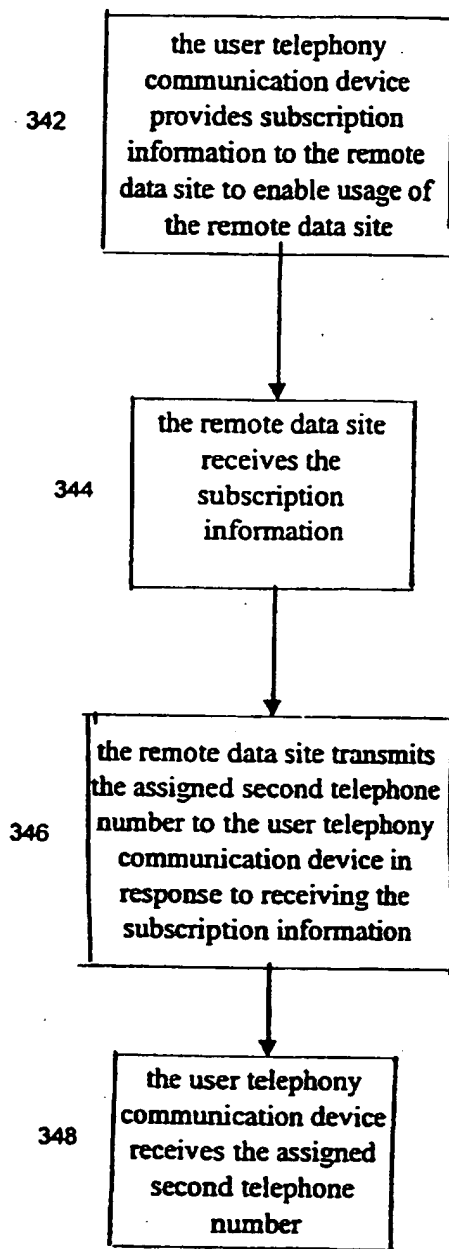 the user telephony
communication device
provides subscription
information to the remote
data site to enable usage of
the remote data site
342
the remote data site
receives the
subscription
information
344
the remote data site transmits
the assigned second telephone
number to the user telephony
communication device in
response to receiving the
subscription information
346
the user telephony
communication device
receives the assigned
second telephone
number
348